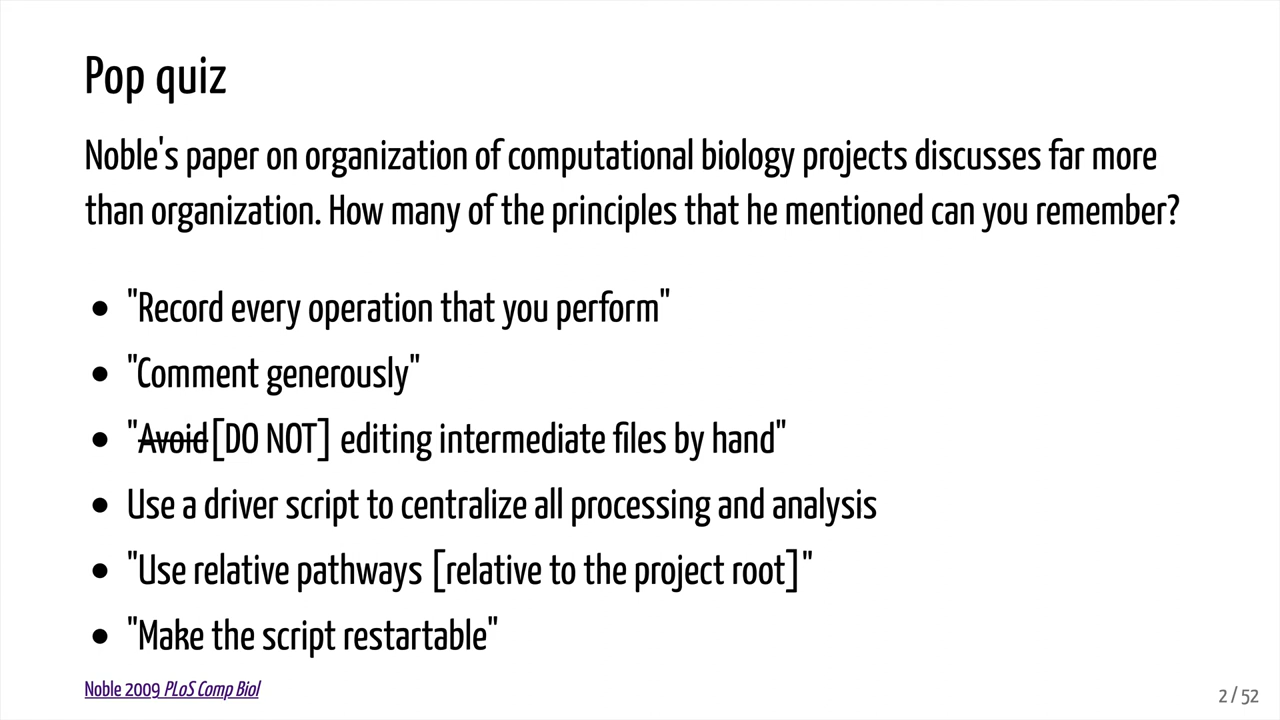 Pop quiz
Noble's paper on organization of computational biology projects discusses far more
than organization. How many of the principles that he mentioned can you remember?
• "Record every operation that you perform"
• "Comment generously"
• "Avoid[DO NOT] editing intermediate files by hand"
• Use a driver script to centralize all processing and analysis
• "Use relative pathways [relative to the project root]"
• "Make the script restartable"
Noble 2009 PLoS Comp Biol
2 / 52